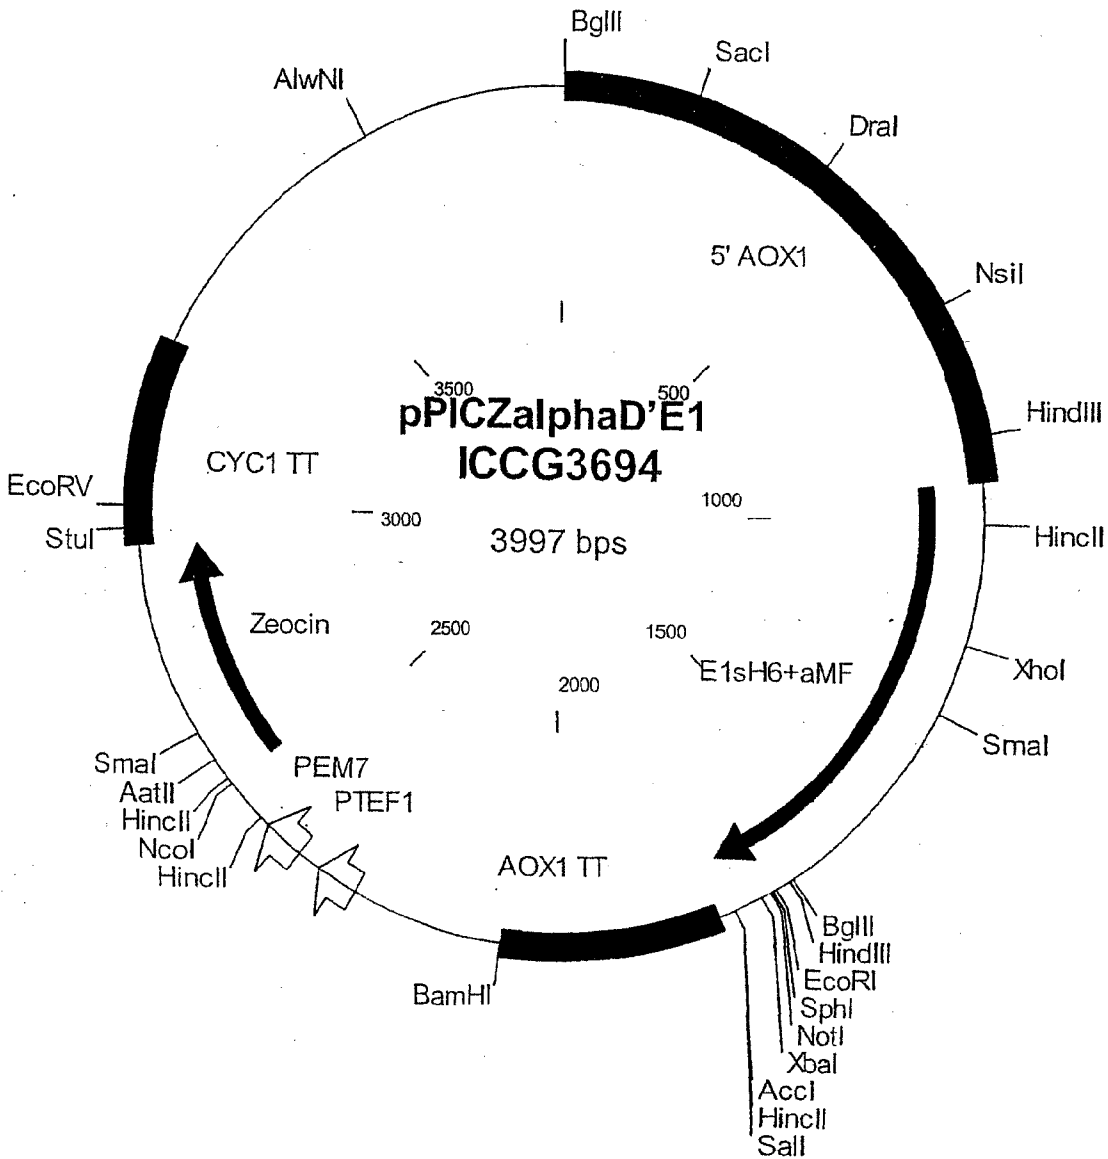 BglII
SacI
AlwNI
DraI
5' AOX1
NsiI
3500
500
pPICZalphaD'E1
HindIII
ICCG3694
CYC1 TT
EcoRV
1000
3000
StuI
3997 bps
HincII
Zeocin
2500
1500
E1sH6+aMF
XhoI
2000
SmaI
SmaI
PEM7
AatII
PTEF1
HincII
NcoI
HincII
AOX1 TT
BglII
HindIII
EcoRI
BamHI
SphI
NotI
XbaI
AccI
HincII
SalI